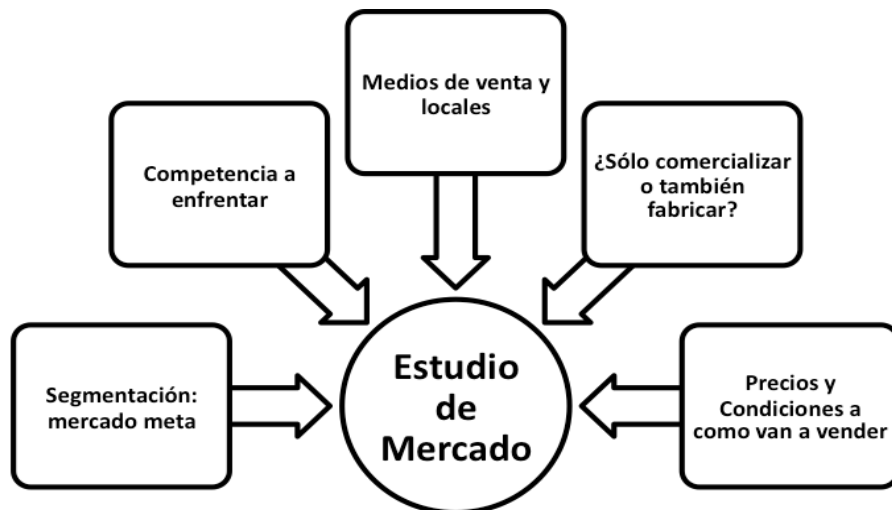 Medios de venta y
locales
Competencia a
enfrentar
¿Sólo comercializar
o también
fabricar?
Segmentación:
mercado meta
Estudio
de
Mercado
Precios y
Condiciones a
como van a vender